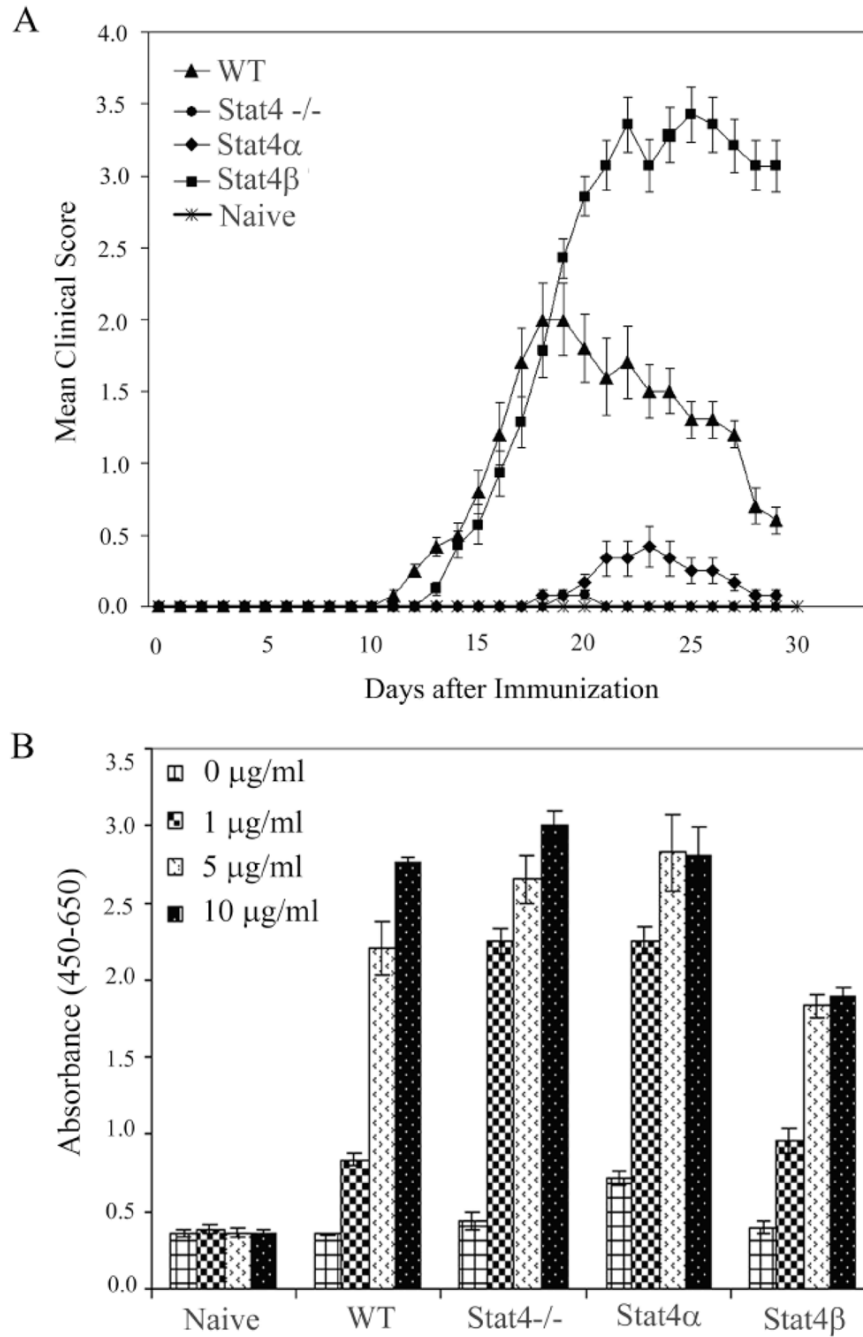 A
4.0
3.5
3.0
2.5
2.0
1.5
1.0
0.5
0.0
Mean Clinical Score
WT
Stat4 -/-
Stat4α
Stat4β
Naive
0 5 10 15 20 25 30
Days after Immunization
B
3.5
3.0
2.5
2.0
1.5
1.0
0.5
0.0
Absorbance (450-650)
0 μg/ml
1 μg/ml
5 μg/ml
10 μg/ml
Naive WT Stat4-/- Stat4α Stat4β